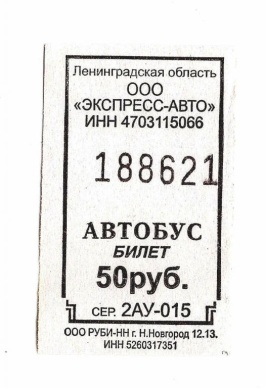 Ленинградская область
ООО
«ЭКСПРЕСС-АВТО»
ИНН 4703115066
188621
АВТОБУС
БИЛЕТ
50руб.
СЕР. 2АУ-015
ООО РУБИ-НН г. Н.Новгород 12.13.
ИНН 5260317351